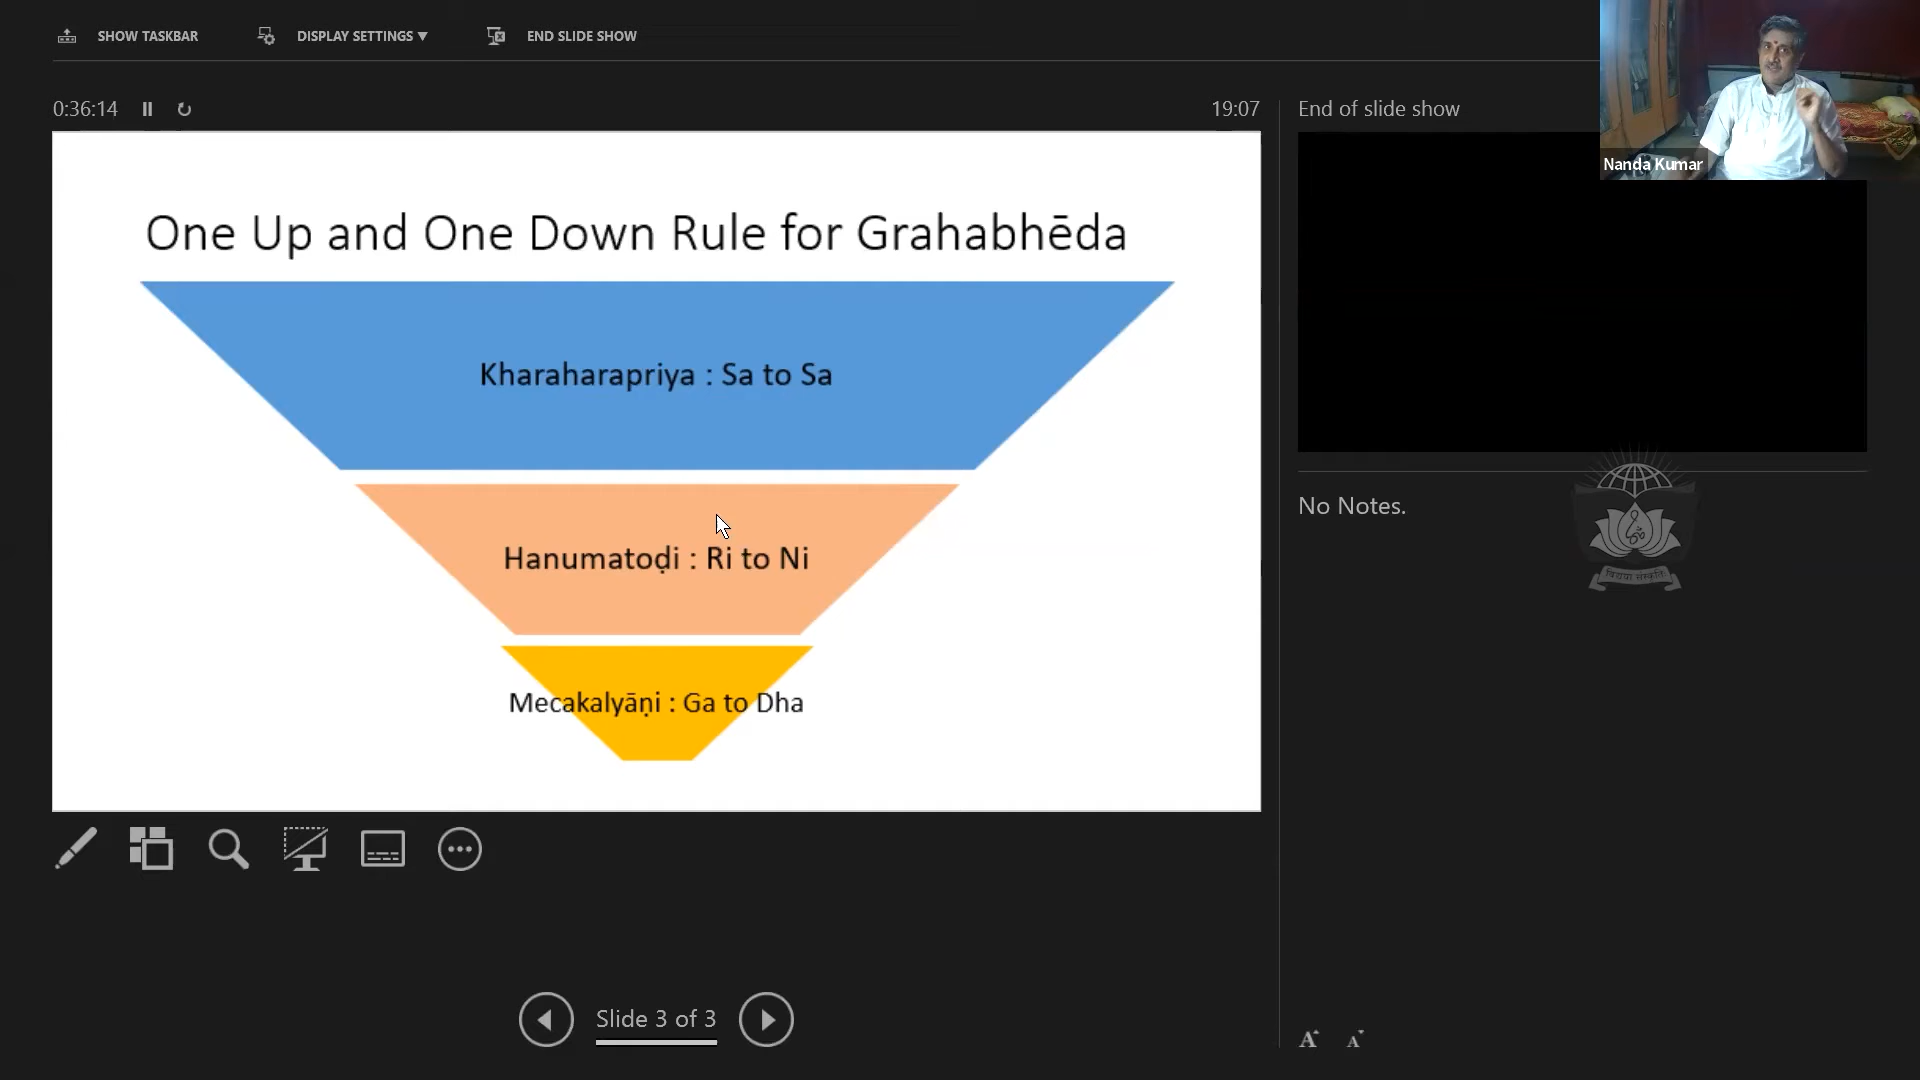 SHOW TASKBAR
DISPLAY SETTINGS ▼
END SLIDE SHOW
0:36:14
19:07
End of slide show
Nanda Kumar
One Up and One Down Rule for Grahabhēda
Kharaharapriya : Sa to Sa
Hanumatoḍi : Ri to Ni
Mecakalyāṇi : Ga to Dha
No Notes.
Slide 3 of 3
A A